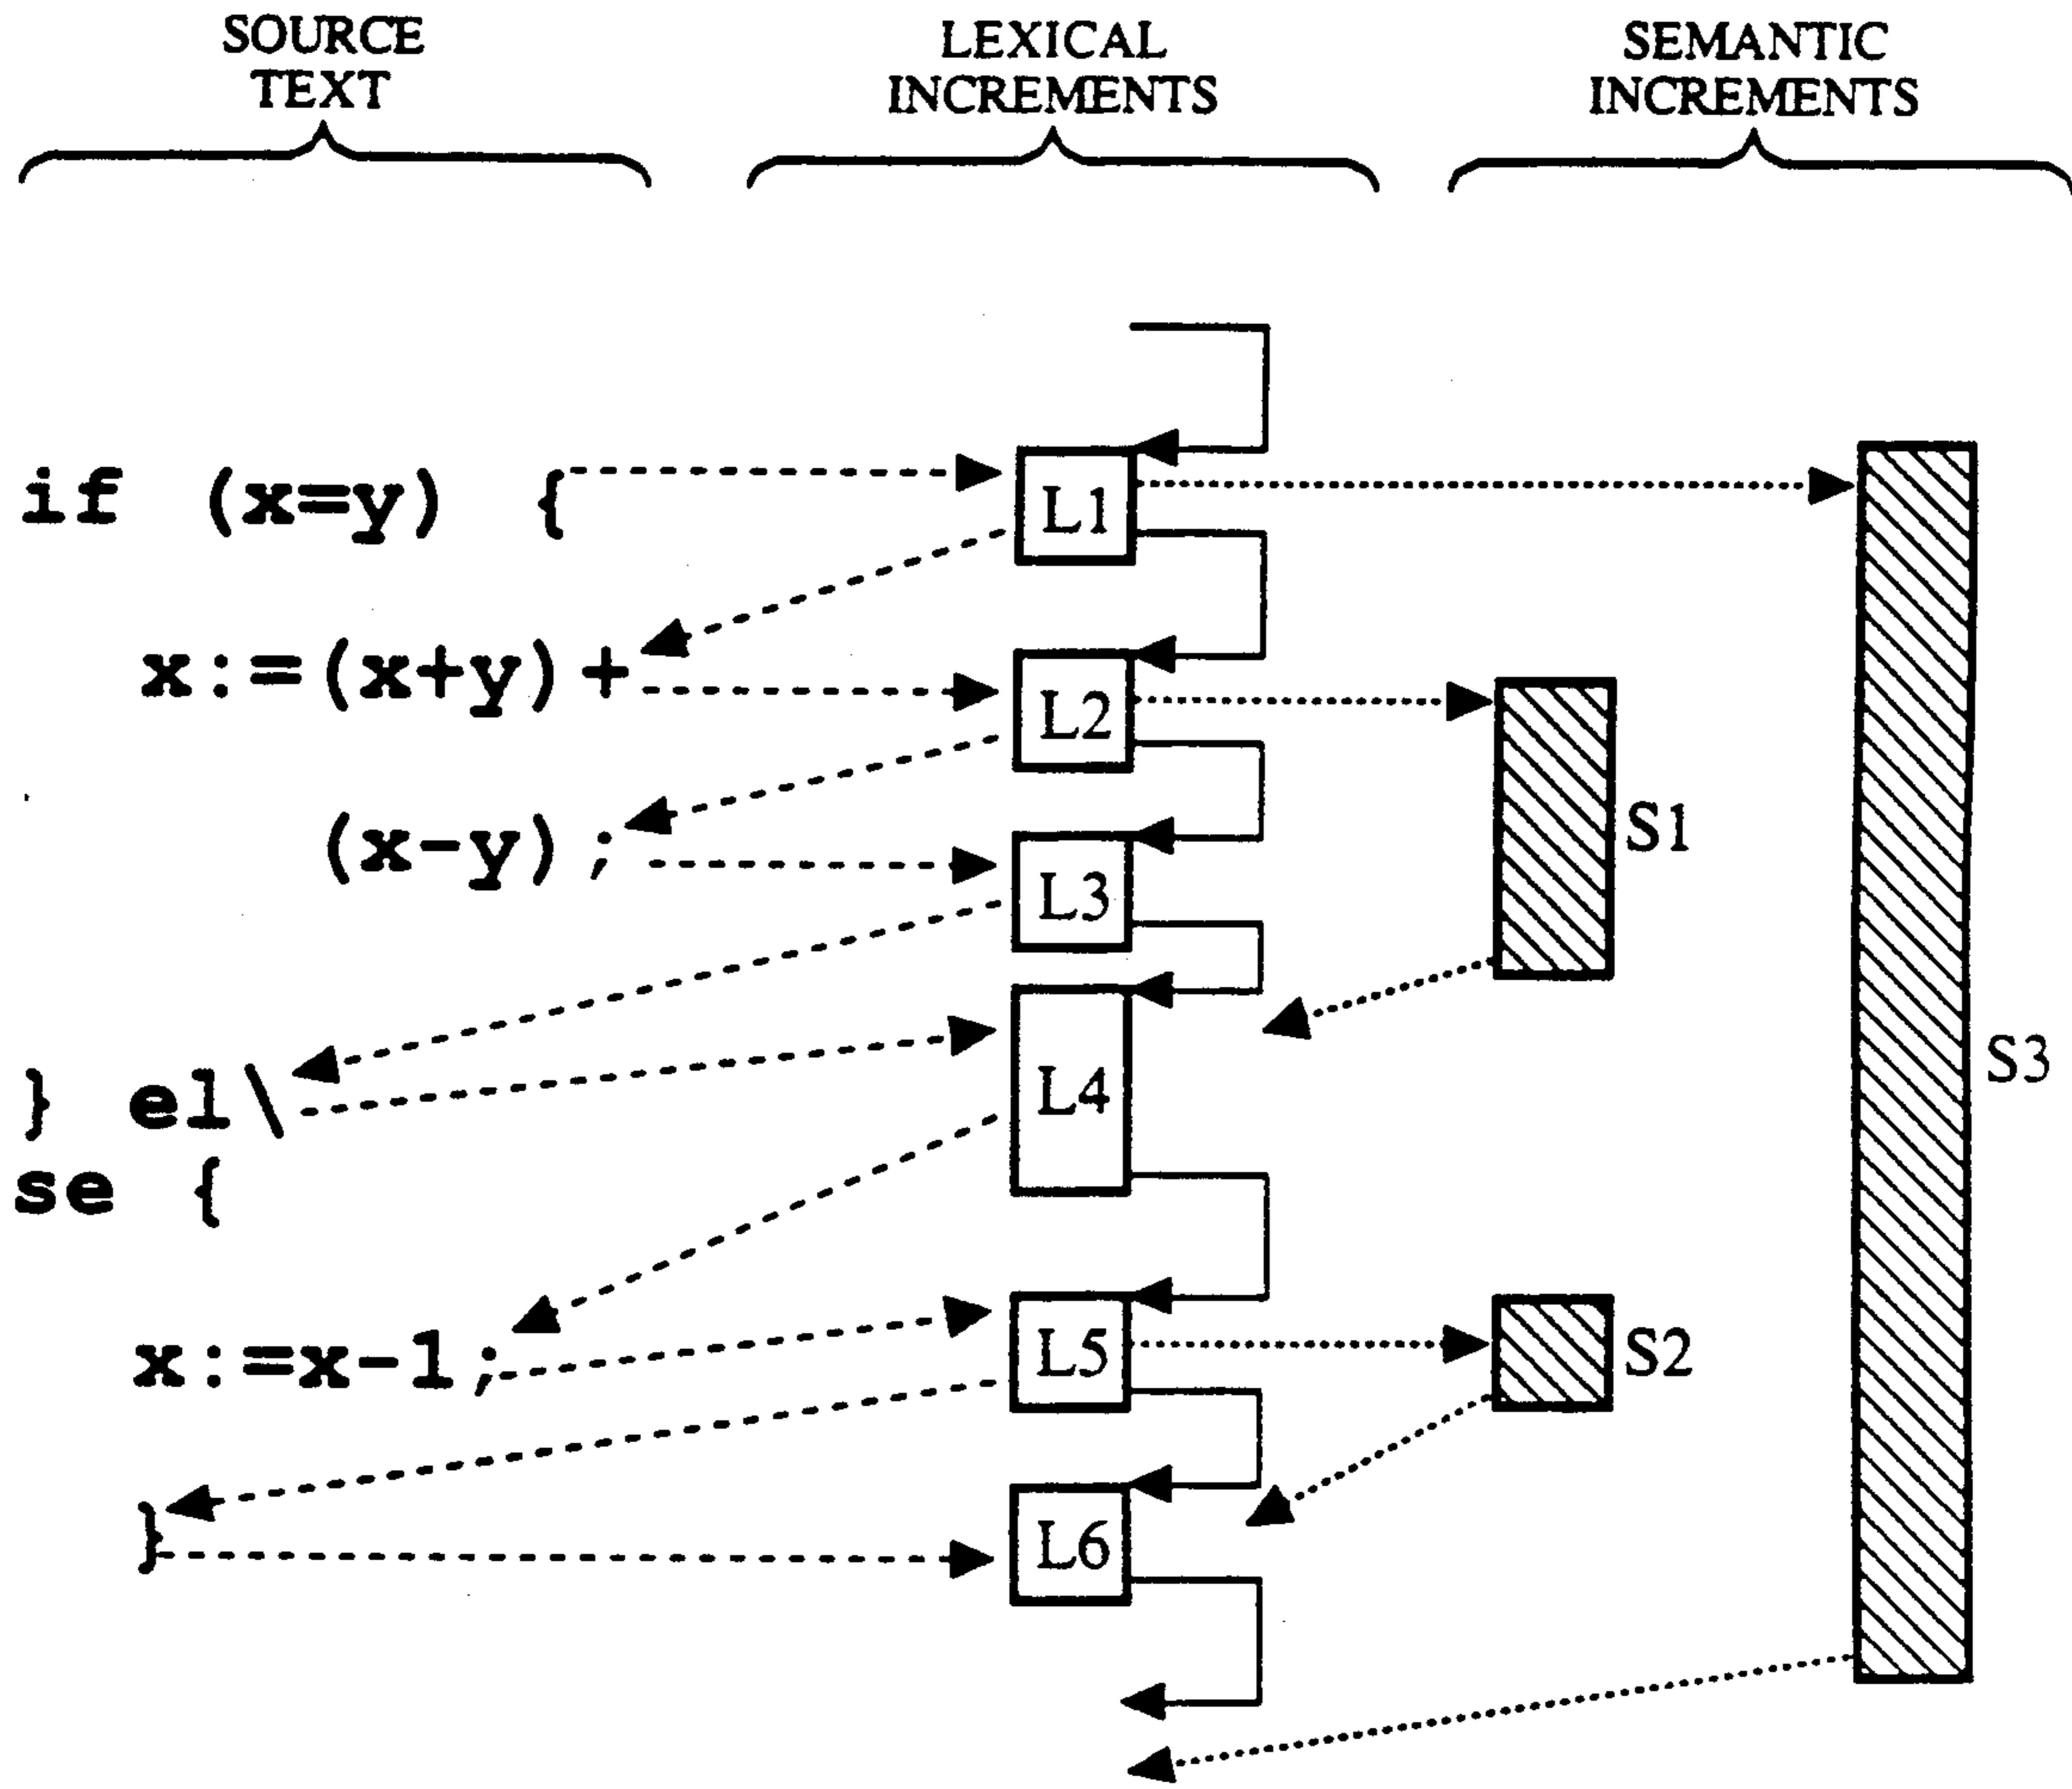 SOURCE
TEXT
LEXICAL
INCREMENTS
SEMANTIC
INCREMENTS
if (x=y) {
L1
x:=(x+y)+
L2
(x-y);
L3
S1
} el\
L4
S3
se {
x:=x-1;
L5
S2
}
L6